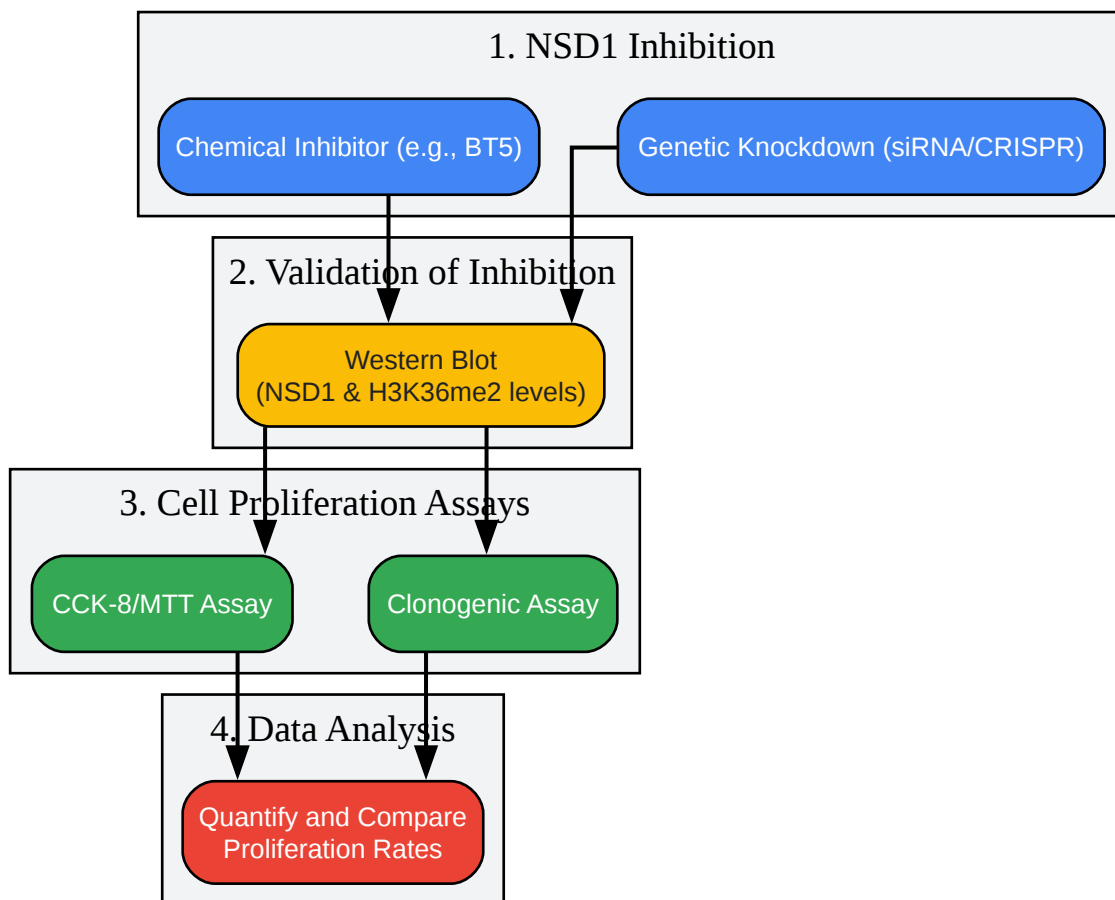 1. NSD1 Inhibition
Chemical Inhibitor (e.g., BT5)
Genetic Knockdown (siRNA/CRISPR)
2. Validation of Inhibition
Western Blot
(NSD1 & H3K36me2 levels)
3. Cell Proliferation Assays
CCK-8/MTT Assay
Clonogenic Assay
4. Data Analysis
Quantify and Compare
Proliferation Rates